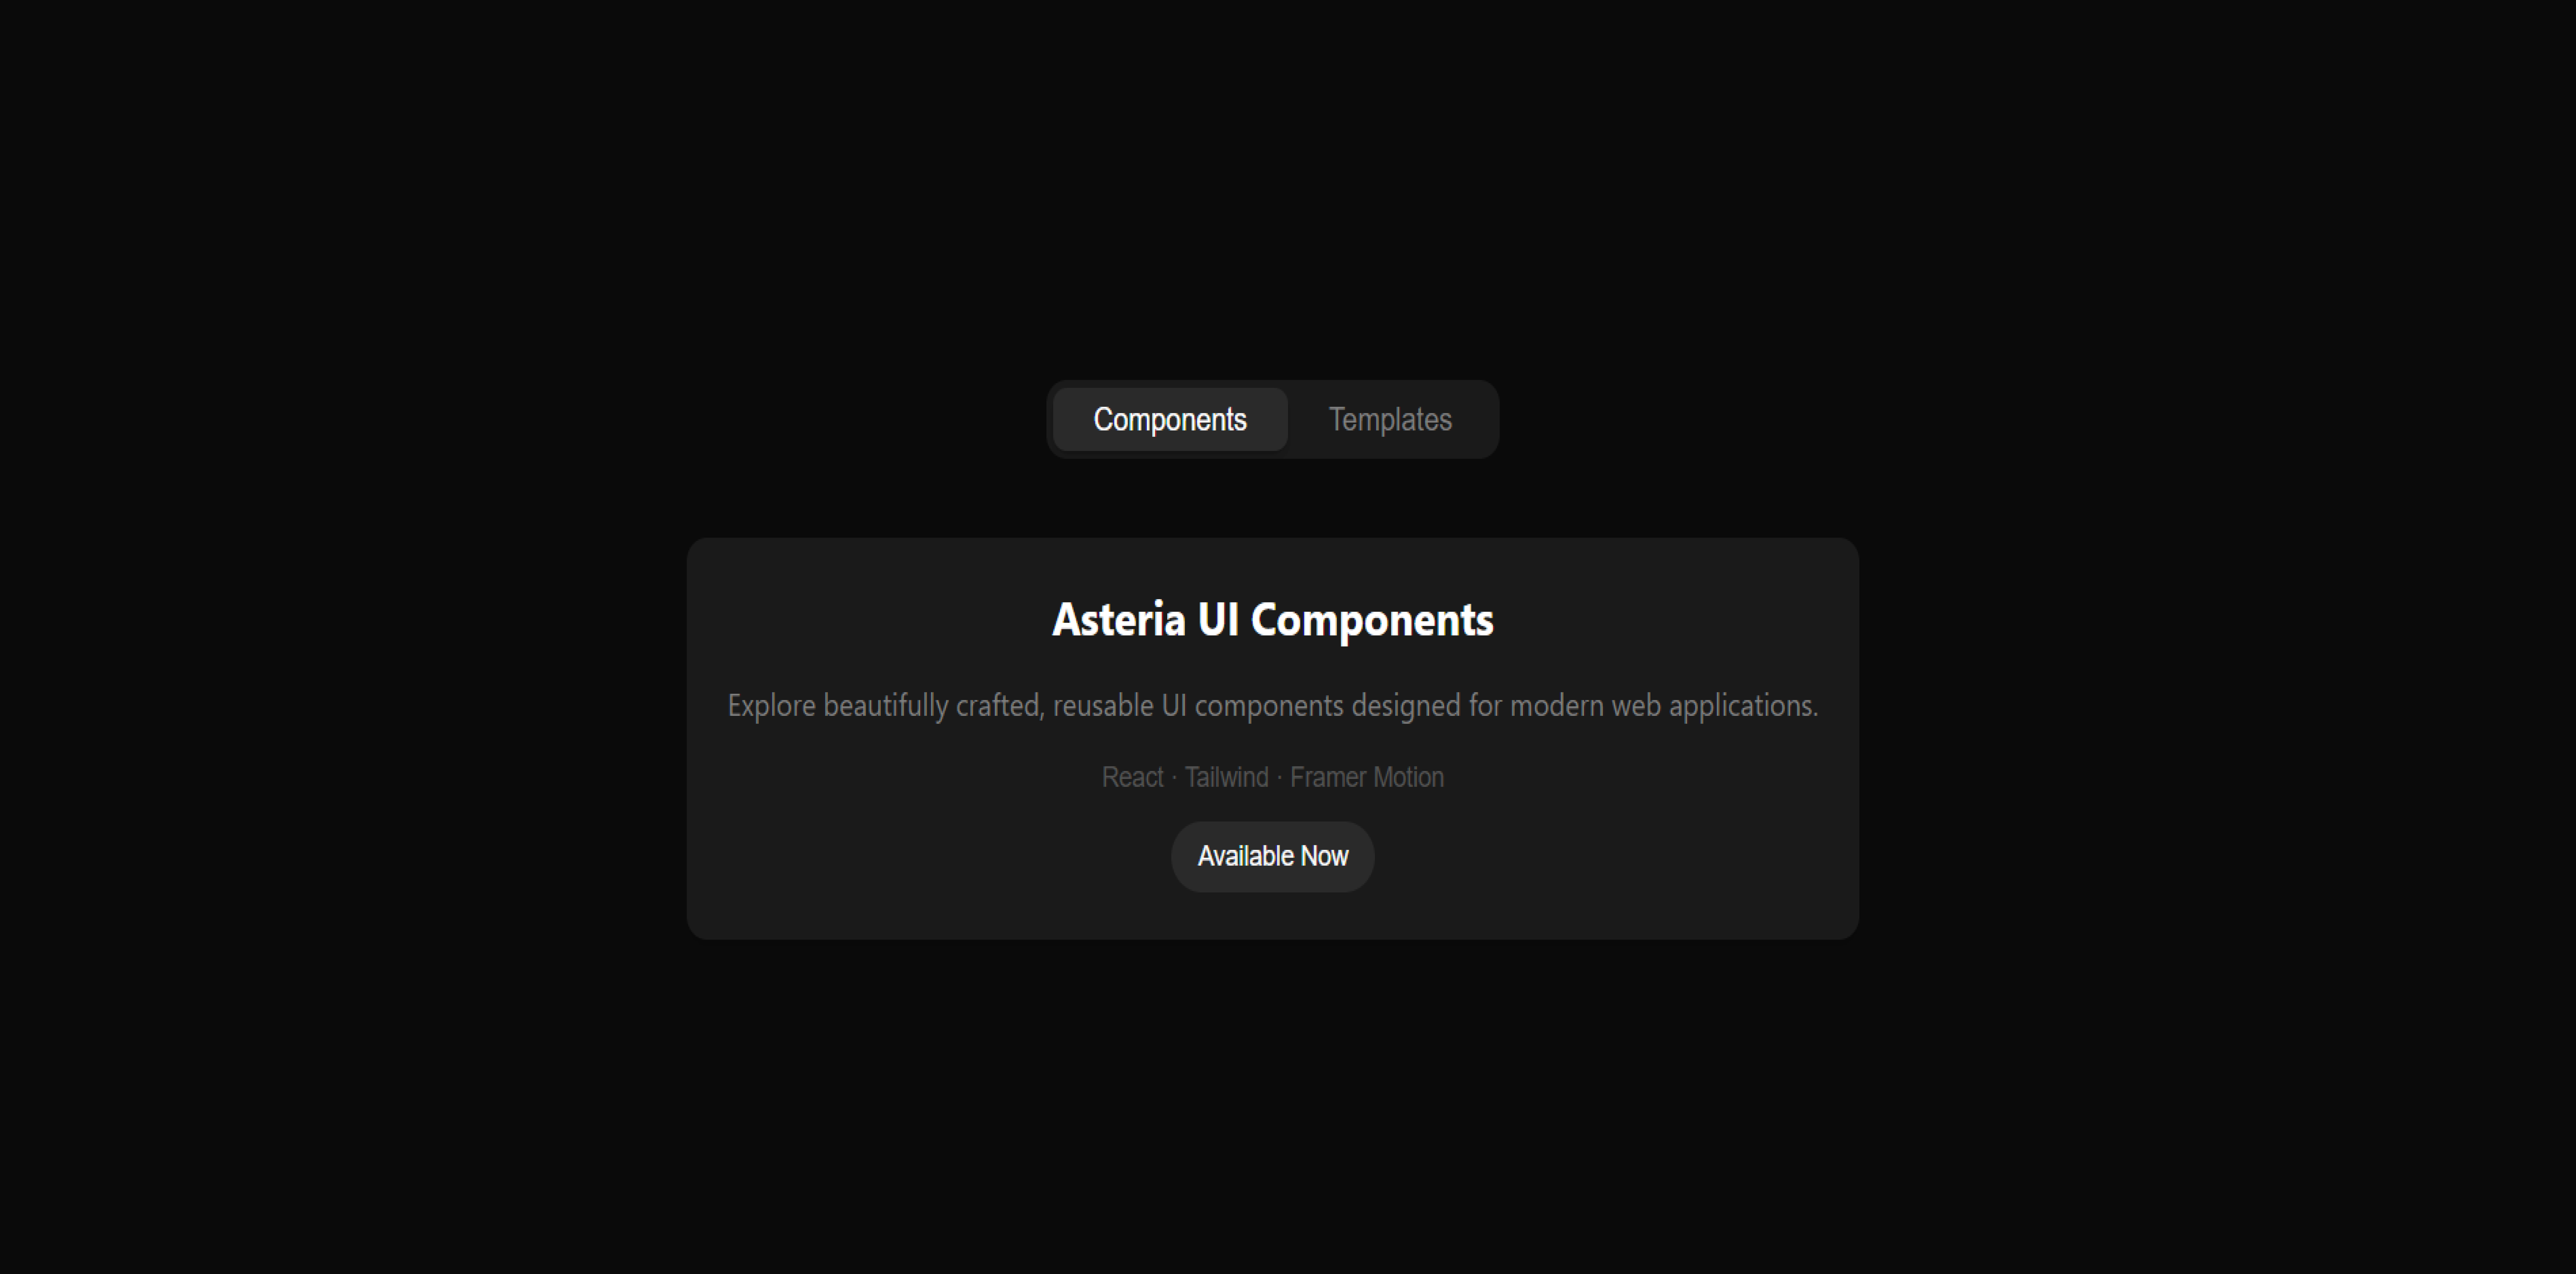 Components Templates
Asteria UI Components
Explore beautifully crafted, reusable UI components designed for modern web applications.
React · Tailwind · Framer Motion
Available Now